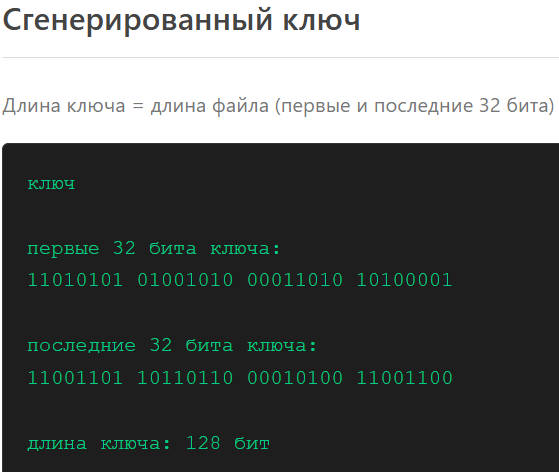 Сгенерированный ключ
Длина ключа = длина файла (первые и последние 32 бита)
ключ
первые 32 бита ключа:
11010101 01001010 00011010 10100001
последние 32 бита ключа:
11001101 10110110 00010100 11001100
длина ключа: 128 бит